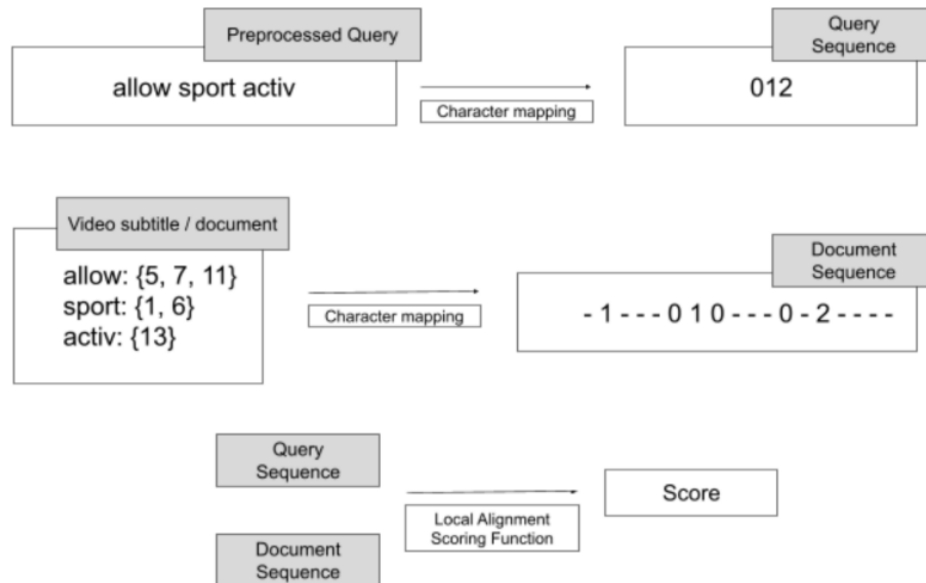 Preprocessed Query
allow sport activ
Character mapping
Query
Sequence
012
Video subtitle / document
allow: {5, 7, 11}
sport: {1, 6}
activ: {13}
Character mapping
Document
Sequence
- 1 - - - 0 1 0 - - - 0 - 2 - - - -
Query
Sequence
Document
Sequence
Local Alignment
Scoring Function
Score